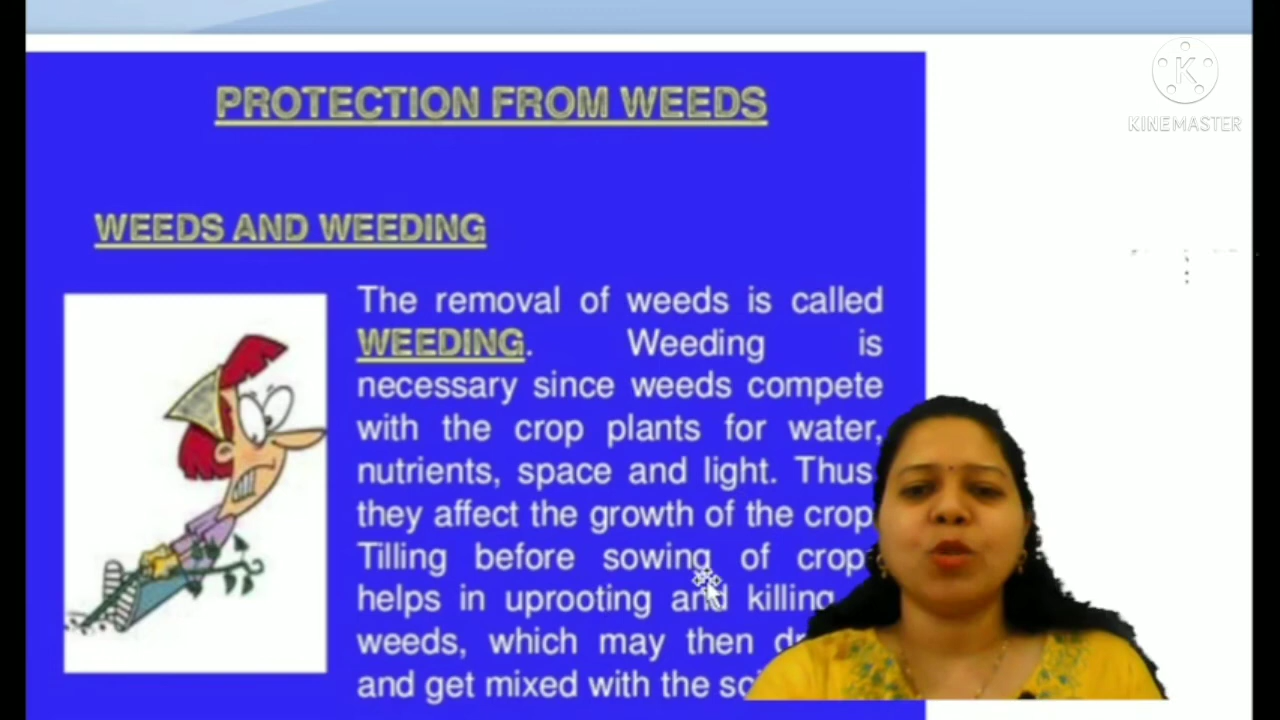 PROTECTION FROM WEEDS
KINEMASTER
WEEDS AND WEEDING
The removal of weeds is called
WEEDING. Weeding is
necessary since weeds compete
with the crop plants for water,
nutrients, space and light. Thus
they affect the growth of the crop
Tilling before sowing of crop
helps in uprooting and killing
weeds, which may then
and get mixed with the